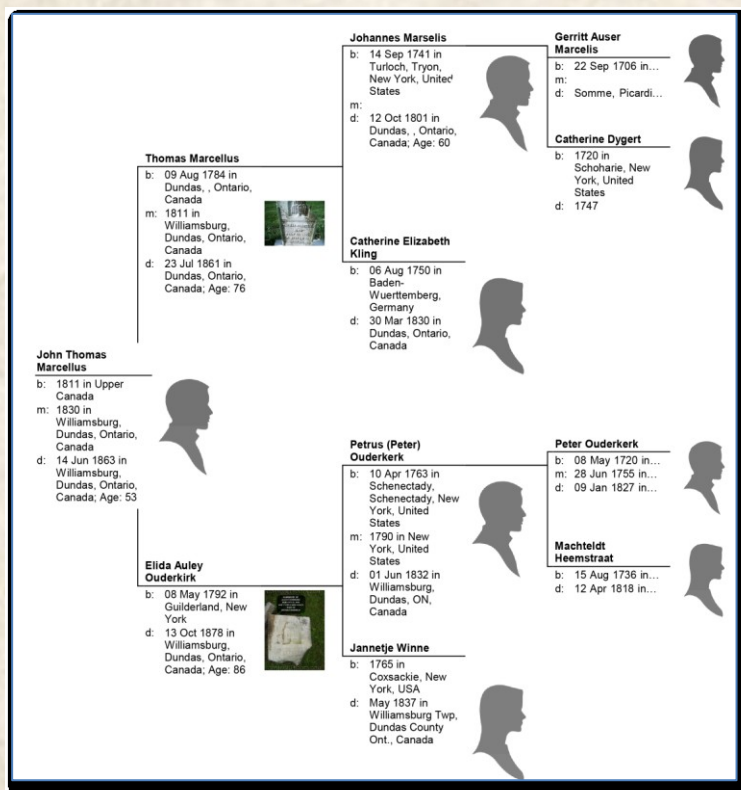 Johannes Marselis
b: 14 Sep 1741 in
Turloch, Tryon,
New York, United
States
m:
d: 12 Oct 1801 in
Dundas, , Ontario,
Canada; Age: 60
Gerritt Auser
Marcelis
b: 22 Sep 1706 in...
m:
d: Somme, Picardi...
Catherine Dygert
b: 1720 in
Schoharie, New
York, United
States
d: 1747
Thomas Marcellus
b: 09 Aug 1784 in
Dundas, , Ontario,
Canada
m: 1811 in
Williamsburg,
Dundas, Ontario,
Canada
d: 23 Jul 1861 in
Dundas, Ontario,
Canada; Age: 76
Catherine Elizabeth
Kling
b: 06 Aug 1750 in
Baden-
Wuerttemberg,
Germany
d: 30 Mar 1830 in
Dundas, Ontario,
Canada
John Thomas
Marcellus
b: 1811 in Upper
Canada
m: 1830 in
Williamsburg,
Dundas, Ontario,
Canada
d: 14 Jun 1863 in
Williamsburg,
Dundas, Ontario,
Canada; Age: 53
Petrus (Peter)
Ouderkerk
b: 10 Apr 1763 in
Schenectady,
Schenectady, New
York, United
States
m: 1790 in New
York, United
States
d: 01 Jun 1832 in
Williamsburg,
Dundas, ON,
Canada
Peter Ouderkerk
b: 08 May 1720 in...
m: 28 Jun 1755 in...
d: 09 Jan 1827 in...
Machteldt
Heemstraat
b: 15 Aug 1736 in...
d: 12 Apr 1818 in...
Elida Auley
Ouderkirk
b: 08 May 1792 in
Guilderland, New
York
d: 13 Oct 1878 in
Williamsburg,
Dundas, Ontario,
Canada; Age: 86
Jannetje Winne
b: 1765 in
Coxsackie, New
York, USA
d: May 1837 in
Williamsburg Twp,
Dundas County
Ont., Canada